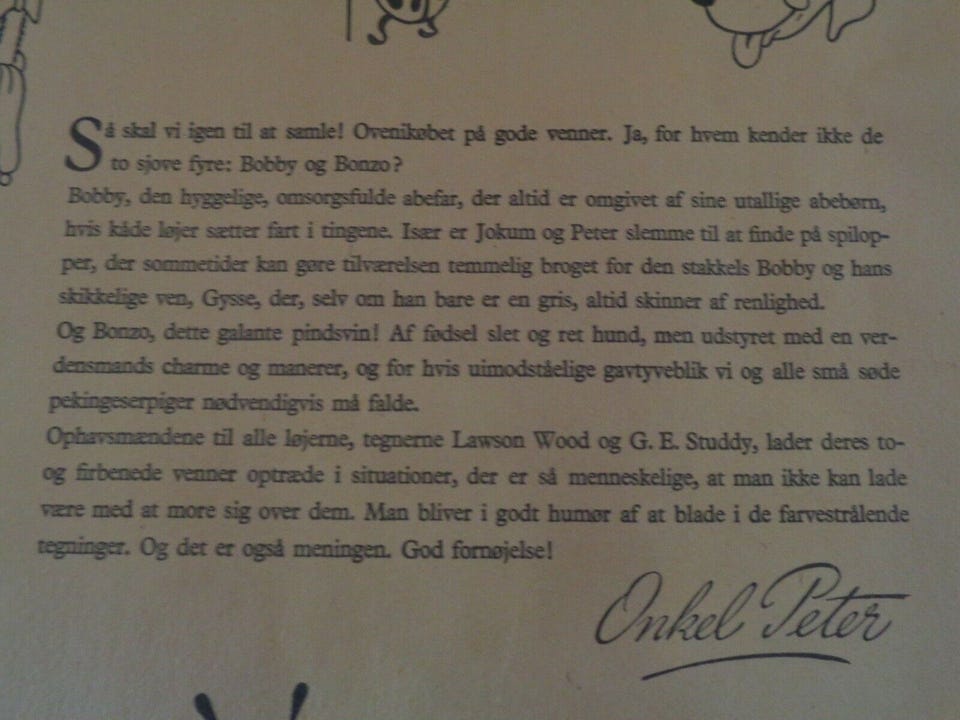 Så skal vi igen til at samle! Ovenikøbet på gode venner. Ja, for hvem kender ikke de
to sjove fyre: Bobby og Bonzo?
Bobby, den hyggelige, omsorgsfulde abefar, der altid er omgivet af sine utallige abebørn,
hvis kåde løjer sætter fart i tingene. Især er Jokum og Peter slemme til at finde på spilop-
per, der sommetider kan gøre tilværelsen temmelig broget for den stakkels Bobby og hans
skikkelige ven, Gysse, der, selv om han bare er en gris, altid skinner af renlighed.
Og Bonzo, dette galante pindsvin! Af fødsel slet og ret hund, men udstyret med en ver-
densmands charme og manerer, og for hvis uimodståelige gavtyveblik vi og alle små søde
pekingeserpiger nødvendigvis må falde.
Ophavsmændene til alle løjerne, tegnerne Lawson Wood og G. E. Studdy, lader deres to-
og firbenede venner optræde i situationer, der er så menneskelige, at man ikke kan lade
være med at more sig over dem. Man bliver i godt humør af at blade i de farvestrålende
tegninger. Og det er også meningen. God fornøjelse!
Onkel Peter